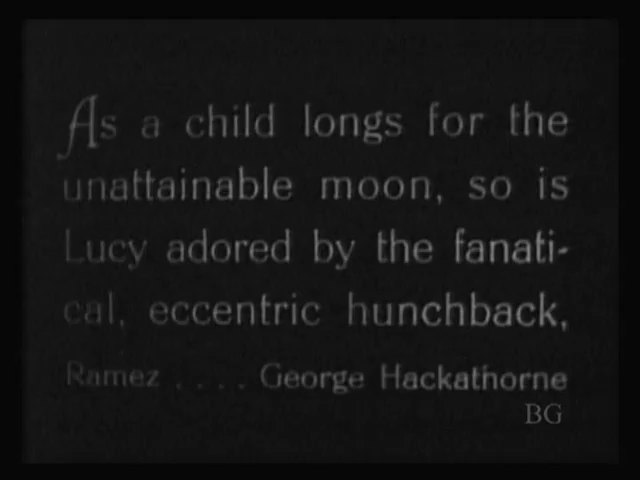 As a child longs for the
unattainable moon, so is
Lucy adored by the fanati-
cal, eccentric hunchback,
Ramez . . . . George Hackathorne
BG